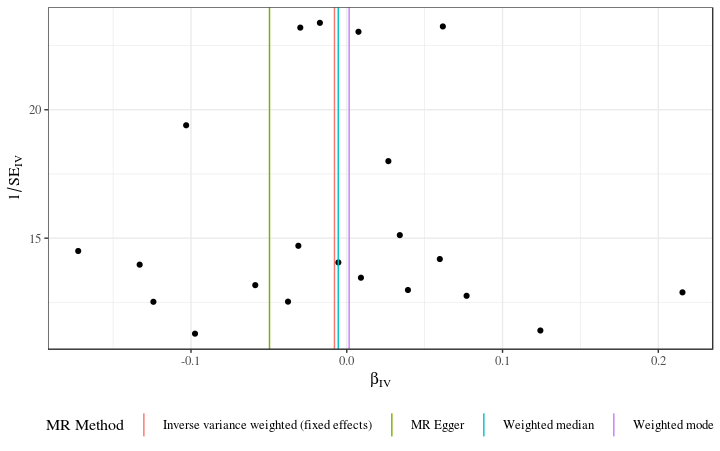 20
15
1/SE_IV
-0.1
0.0
0.1
0.2
β_IV
MR Method
Inverse variance weighted (fixed effects)
MR Egger
Weighted median
Weighted mode